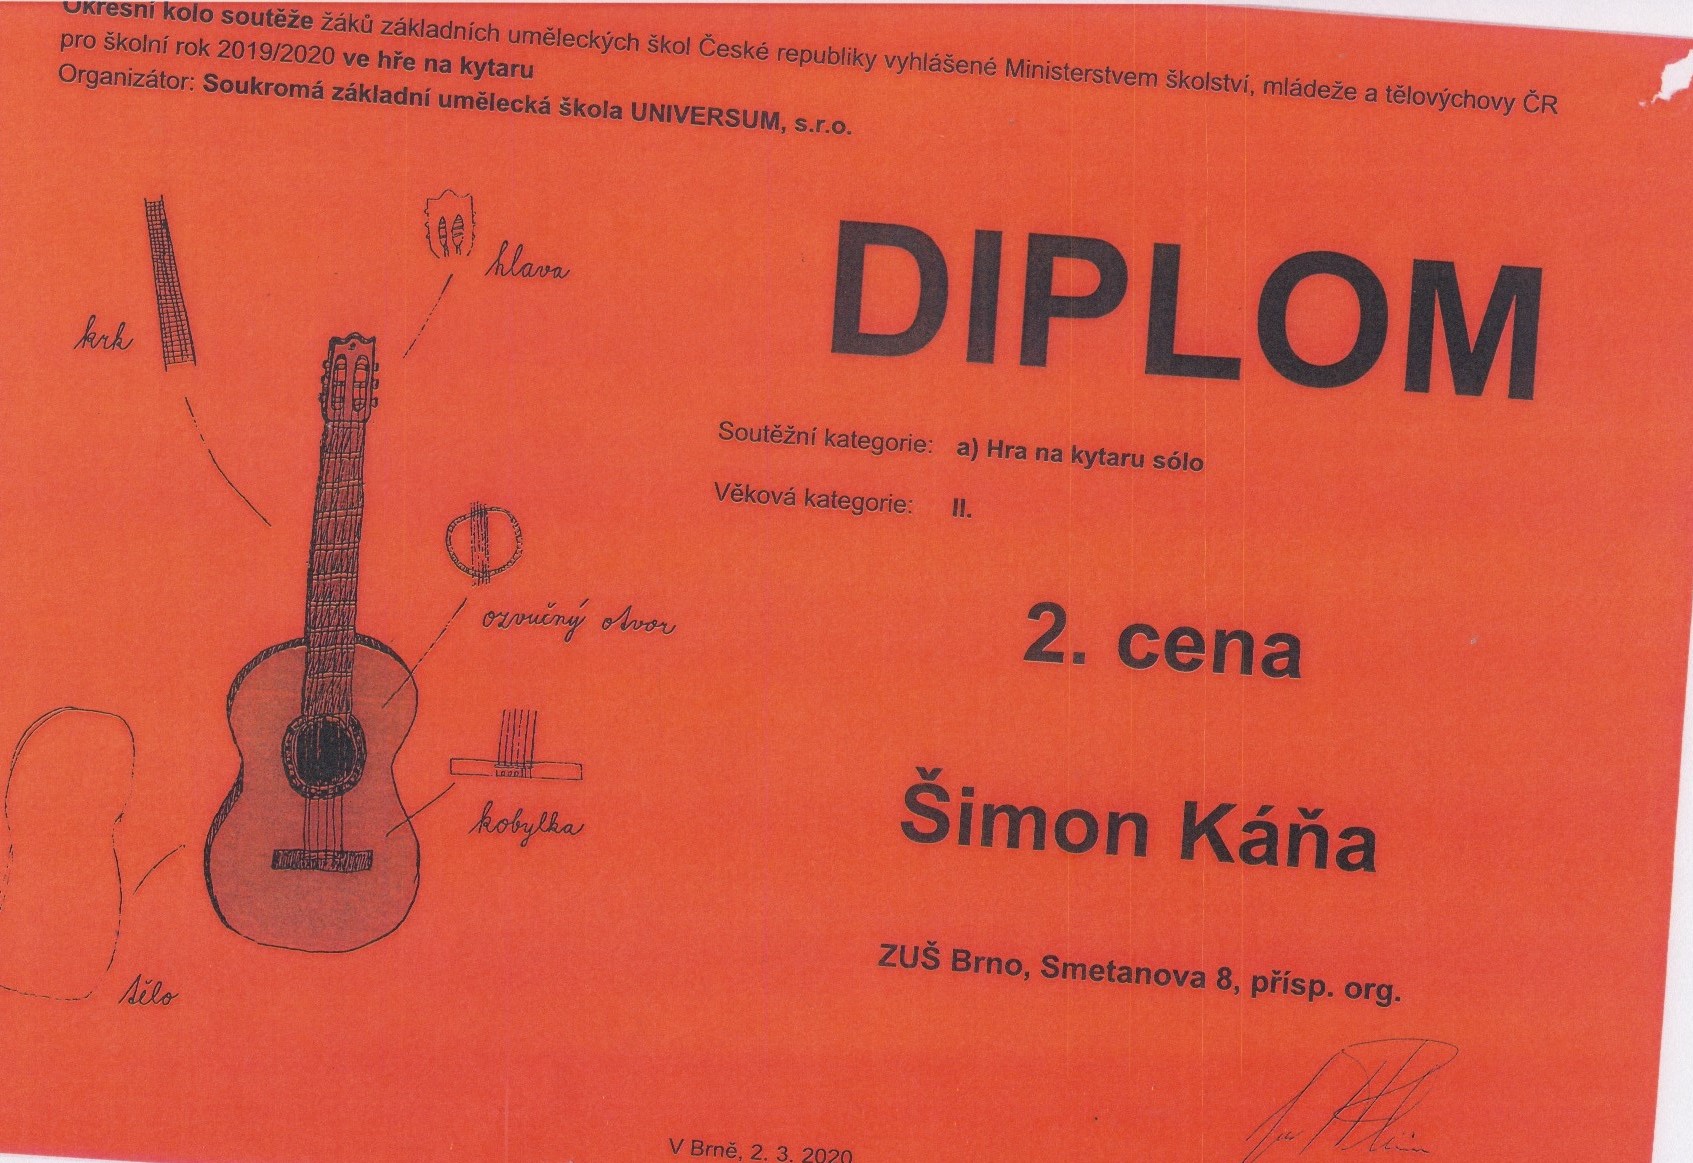 Okresní kolo soutěže žáků základních uměleckých škol České republiky vyhlášené Ministerstvem školství, mládeže a tělovýchovy ČR
pro školní rok 2019/2020 ve hře na kytaru
Organizátor: Soukromá základní umělecká škola UNIVERSUM, s.r.o.
DIPLOM
hlava
krk
Soutěžní kategorie: a) Hra na kytaru sólo
Věková kategorie: II.
ozvučný otvor
2. cena
kobylka
Šimon Káňa
ZUŠ Brno, Smetanova 8, přísp. org.
tělo
V Brně, 2. 3. 2020